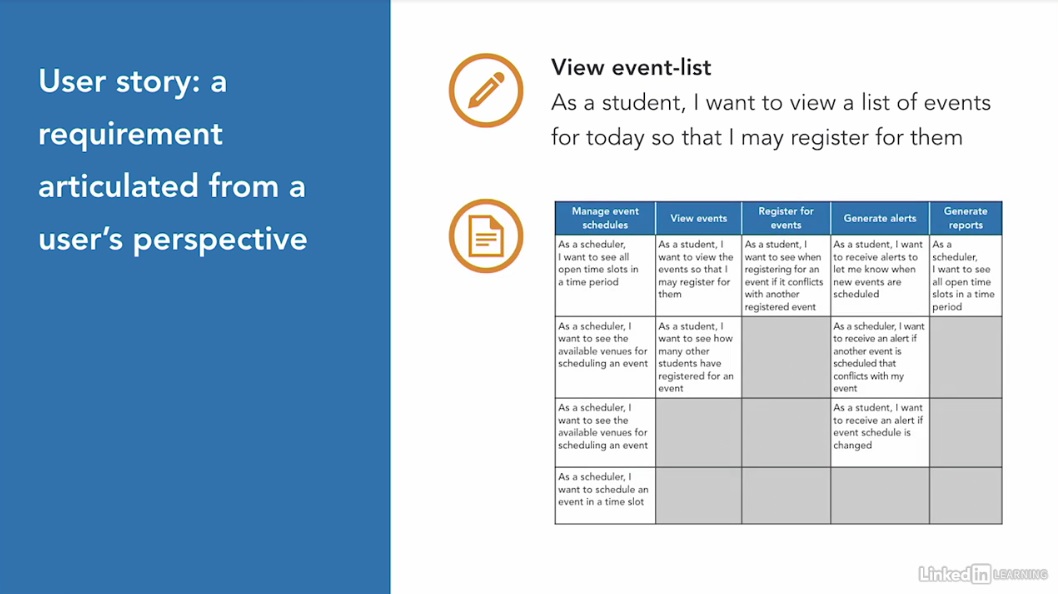 User story: a
requirement
articulated from a
user's perspective
View event-list
As a student, I want to view a list of events
for today so that I may register for them
Manage event
schedules
View events
Register for
events
Generate alerts
Generate
reports
As a scheduler,
I want to see all
open time slots in
a time period
As a student, I
want to view the
events so that I
may register for
them
As a student, I
want to see when
registering for an
event if it conflicts
with another
registered event
As a student, I want
to receive alerts to
let me know when
new events are
scheduled
As a
scheduler,
I want to see
all open time
slots in a time
period
As a scheduler, I
want to see the
available venues for
scheduling an event
As a student, I
want to see how
many other
students have
registered for an
event
As a scheduler, I want
to receive an alert if
another event is
scheduled that
conflicts with my
event
As a scheduler, I
want to see the
available venues for
scheduling an event
As a student, I want
to receive an alert if
event schedule is
changed
As a scheduler, I
want to schedule an
event in a time slot
Linked in LEARNING